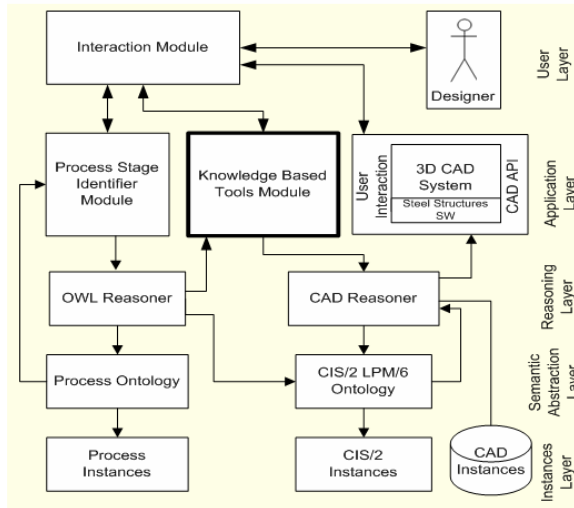 Interaction Module
Designer
User
Layer
Process Stage
Identifier
Module
Knowledge Based
Tools Module
User
Interaction
3D CAD
System
Steel Structures
SW
CAD API
Application
Layer
OWL Reasoner
CAD Reasoner
Reasoning
Layer
Process Ontology
CIS/2 LPM/6
Ontology
Semantic
Abstraction
Layer
Process
Instances
CIS/2
Instances
CAD
Instances
Instances
Layer